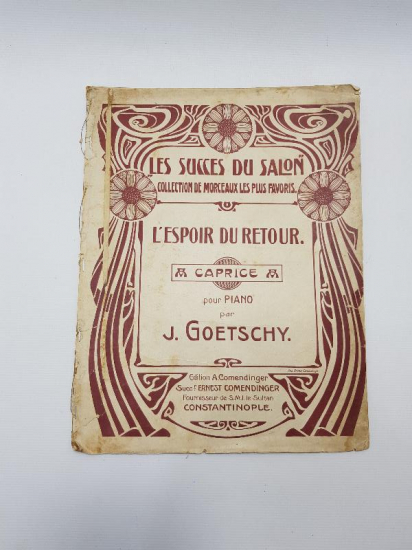 LES SUCCES DU SALON
COLLECTION DE MORCEAUX LES PLUS FAVORIS.
L'ESPOIR DU RETOUR.
CAPRICE
pour PIANO
par
J. GOETSCHY.
Edition A. Comendinger
Succr ERNEST COMENDINGER
Fournisseur de S.M.I. le Sultan
CONSTANTINOPLE.